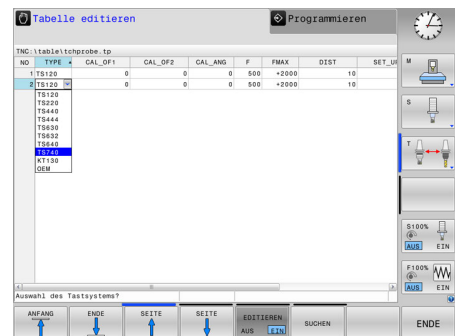 Tabelle editieren
Programmieren
TNC:\table\tchprobe.tp
NO TYPE CAL_OF1 CAL_OF2 CAL_ANG F FMAX DIST SET_UP
1 TS120 0 0 0 500 +2000 10
2 TS120 0 0 0 500 +2000 10
TS120
TS220
TS440
TS444
TS630
TS632
TS640
TS740
KT130
OEM
M
S
T
S100%
AUS EIN
F100%
AUS EIN
Auswahl des Tastsystems?
ANFANG
ENDE
SEITE
SEITE
EDITIEREN
AUS EIN
SUCHEN
ENDE